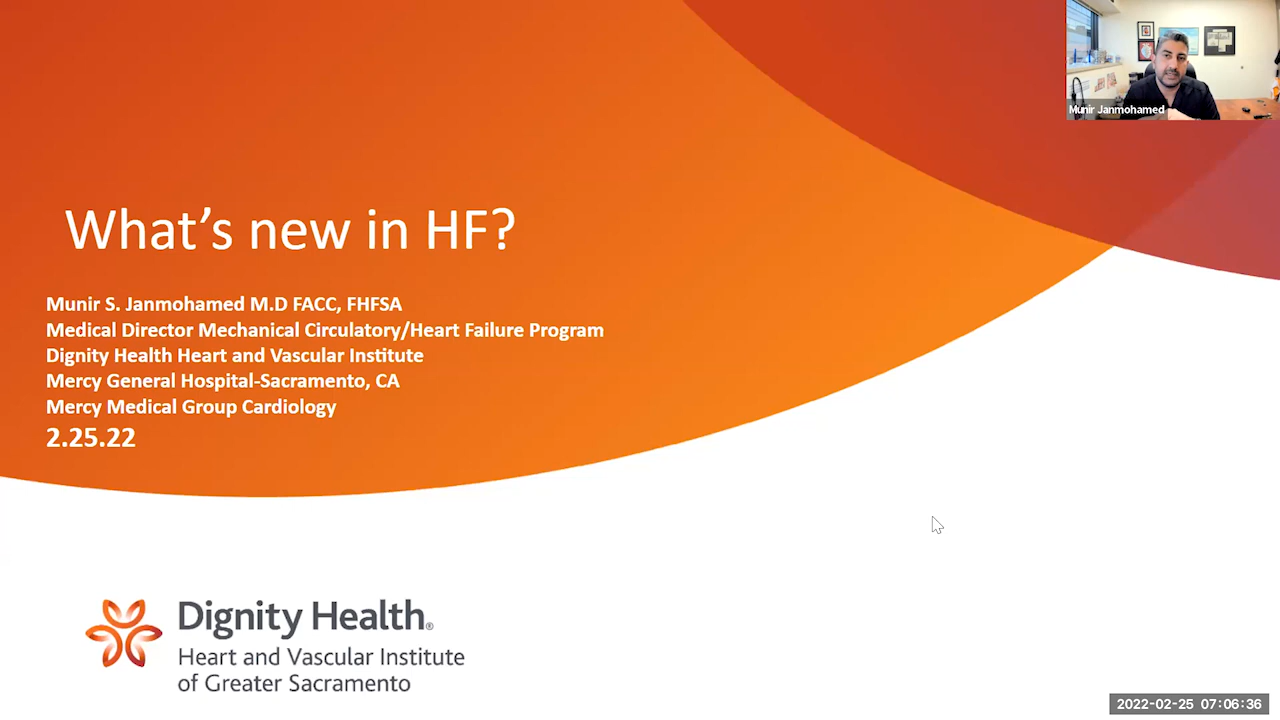 Munir Janmohamed
What's new in HF?
Munir S. Janmohamed M.D FACC, FHFSA
Medical Director Mechanical Circulatory/Heart Failure Program
Dignity Health Heart and Vascular Institute
Mercy General Hospital-Sacramento, CA
Mercy Medical Group Cardiology
2.25.22
Dignity Health®
Heart and Vascular Institute
of Greater Sacramento
2022-02-25 07:06:36